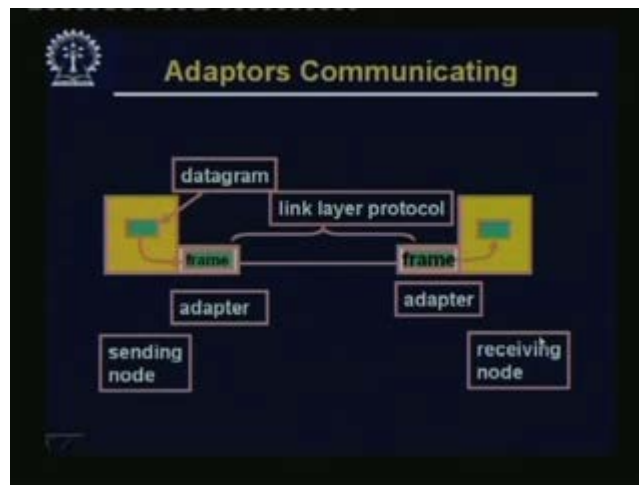 Adaptors Communicating
datagram
link layer protocol
frame
frame
adapter
adapter
sending
node
receiving
node